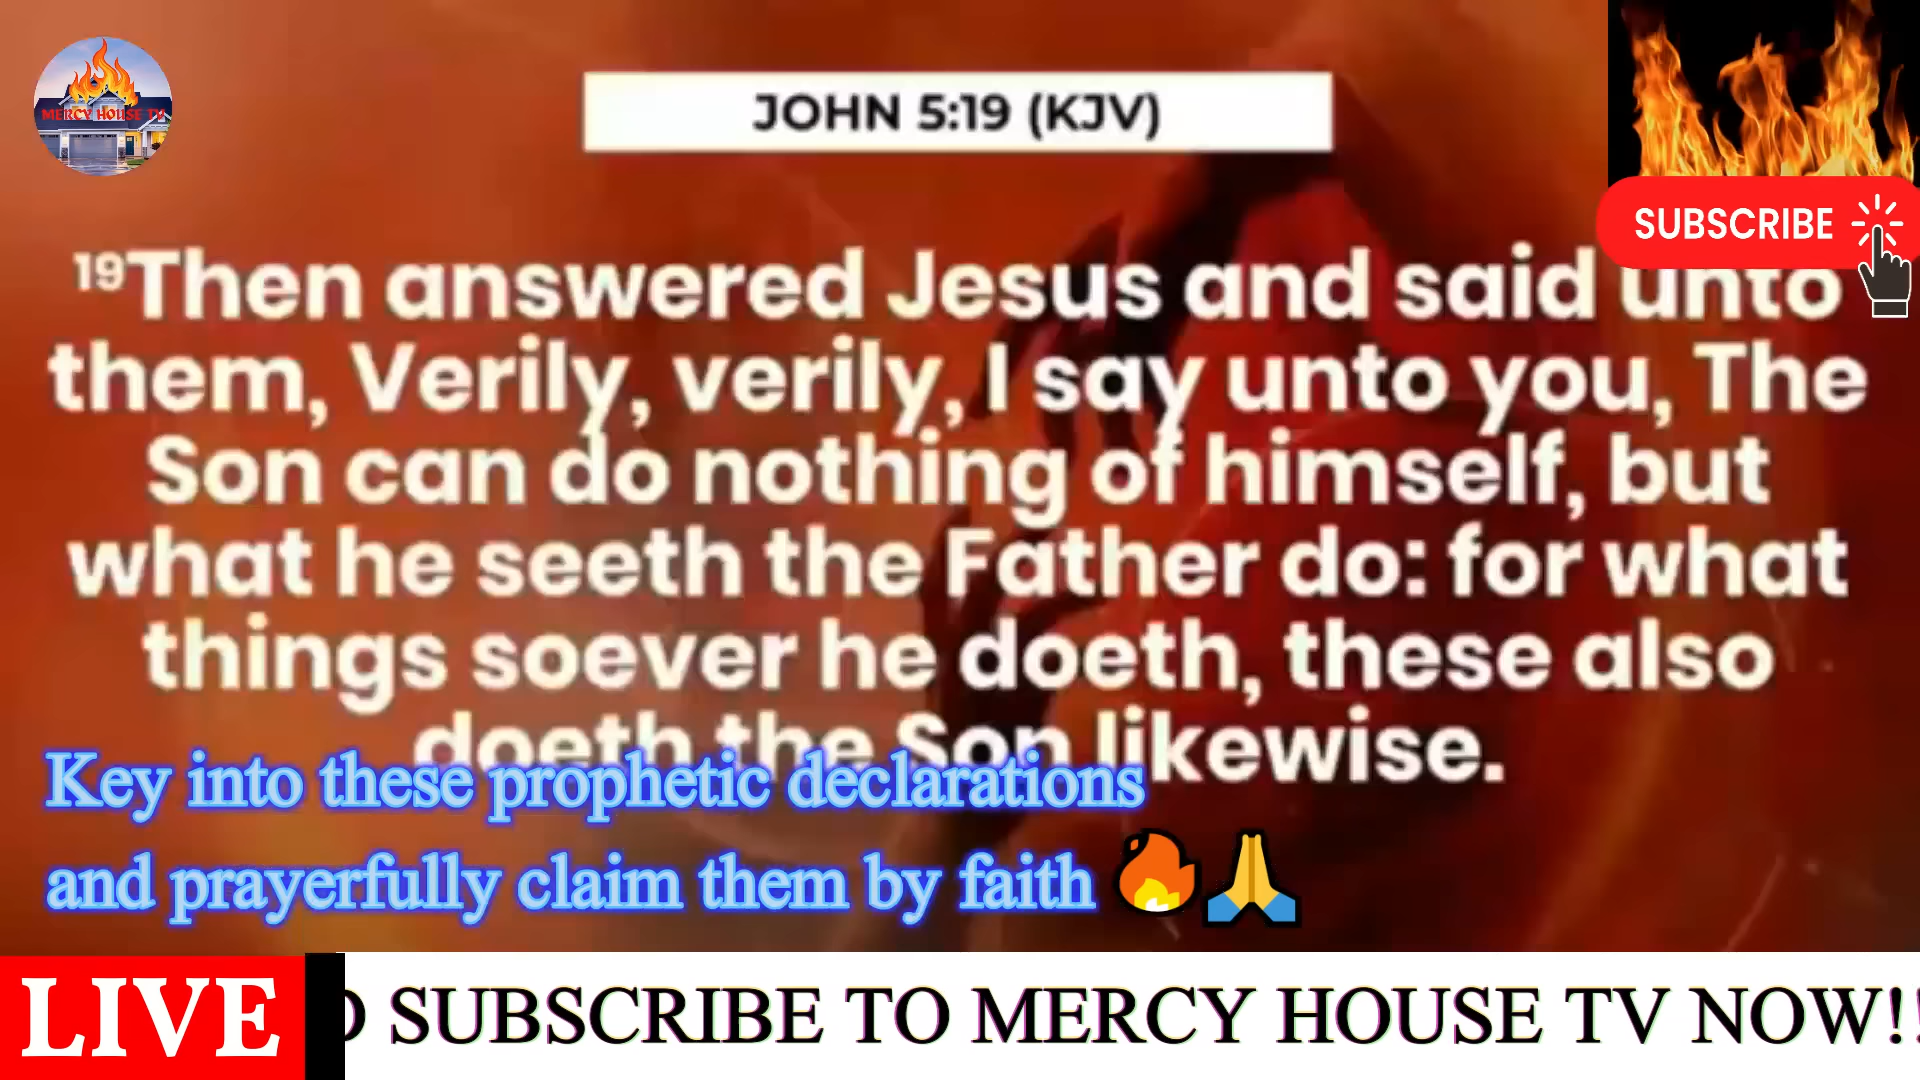 MERCY HOUSE TV
JOHN 5:19 (KJV)
SUBSCRIBE
19Then answered Jesus and said unto
them, Verily, verily, I say unto you, The
Son can do nothing of himself, but
what he seeth the Father do: for what
things soever he doeth, these also
doeth the Son likewise.
Key into these prophetic declarations
and prayerfully claim them by faith 🔥🙏
LIVE
D SUBSCRIBE TO MERCY HOUSE TV NOW!!